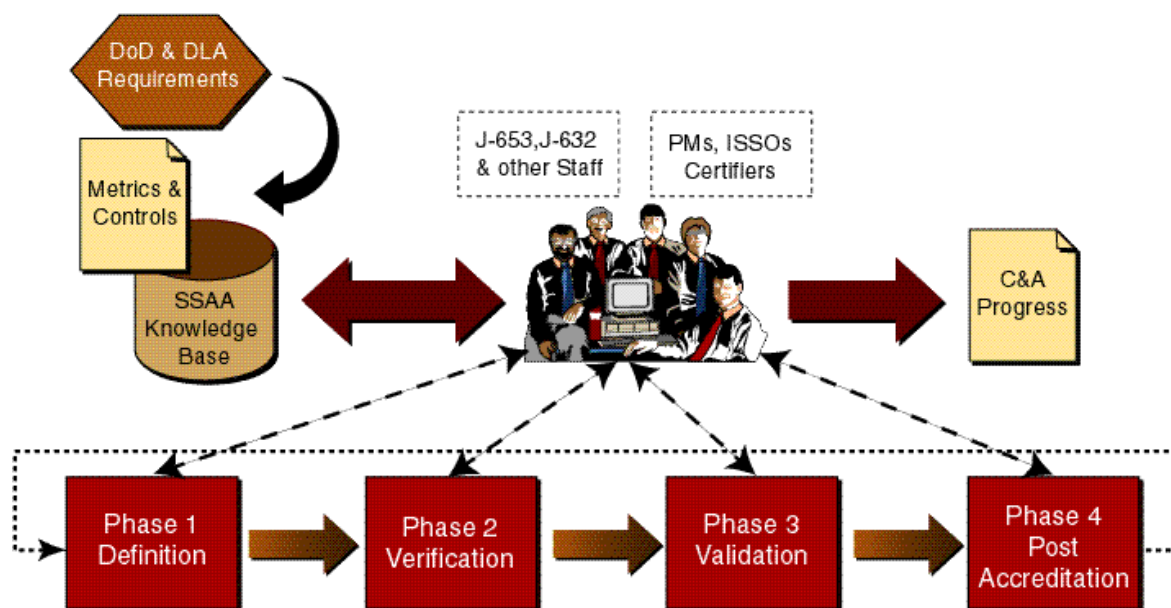 DoD & DLA
Requirements
Metrics &
Controls
SSAA
Knowledge
Base
J-653,J-632
& other Staff
PMs, ISSOs
Certifiers
C&A
Progress
Phase 1
Definition
Phase 2
Verification
Phase 3
Validation
Phase 4
Post
Accreditation